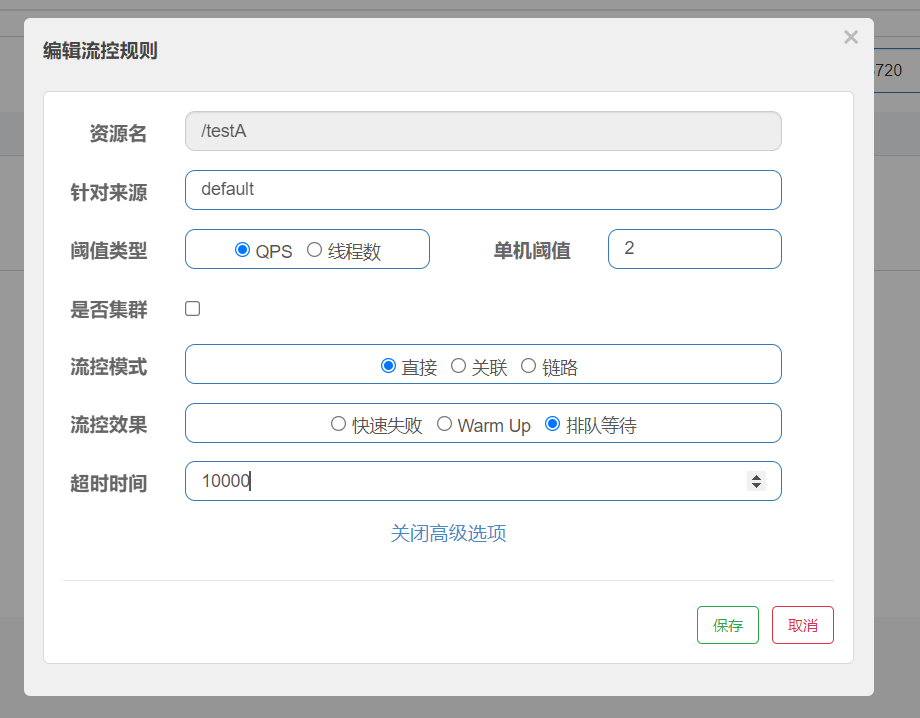 编辑流控规则 ×
720
资源名 /testA
针对来源 default
阈值类型 QPS 线程数 单机阈值 2
是否集群
流控模式 直接 关联 链路
流控效果 快速失败 Warm Up 排队等待
超时时间 10000
关闭高级选项
保存 取消